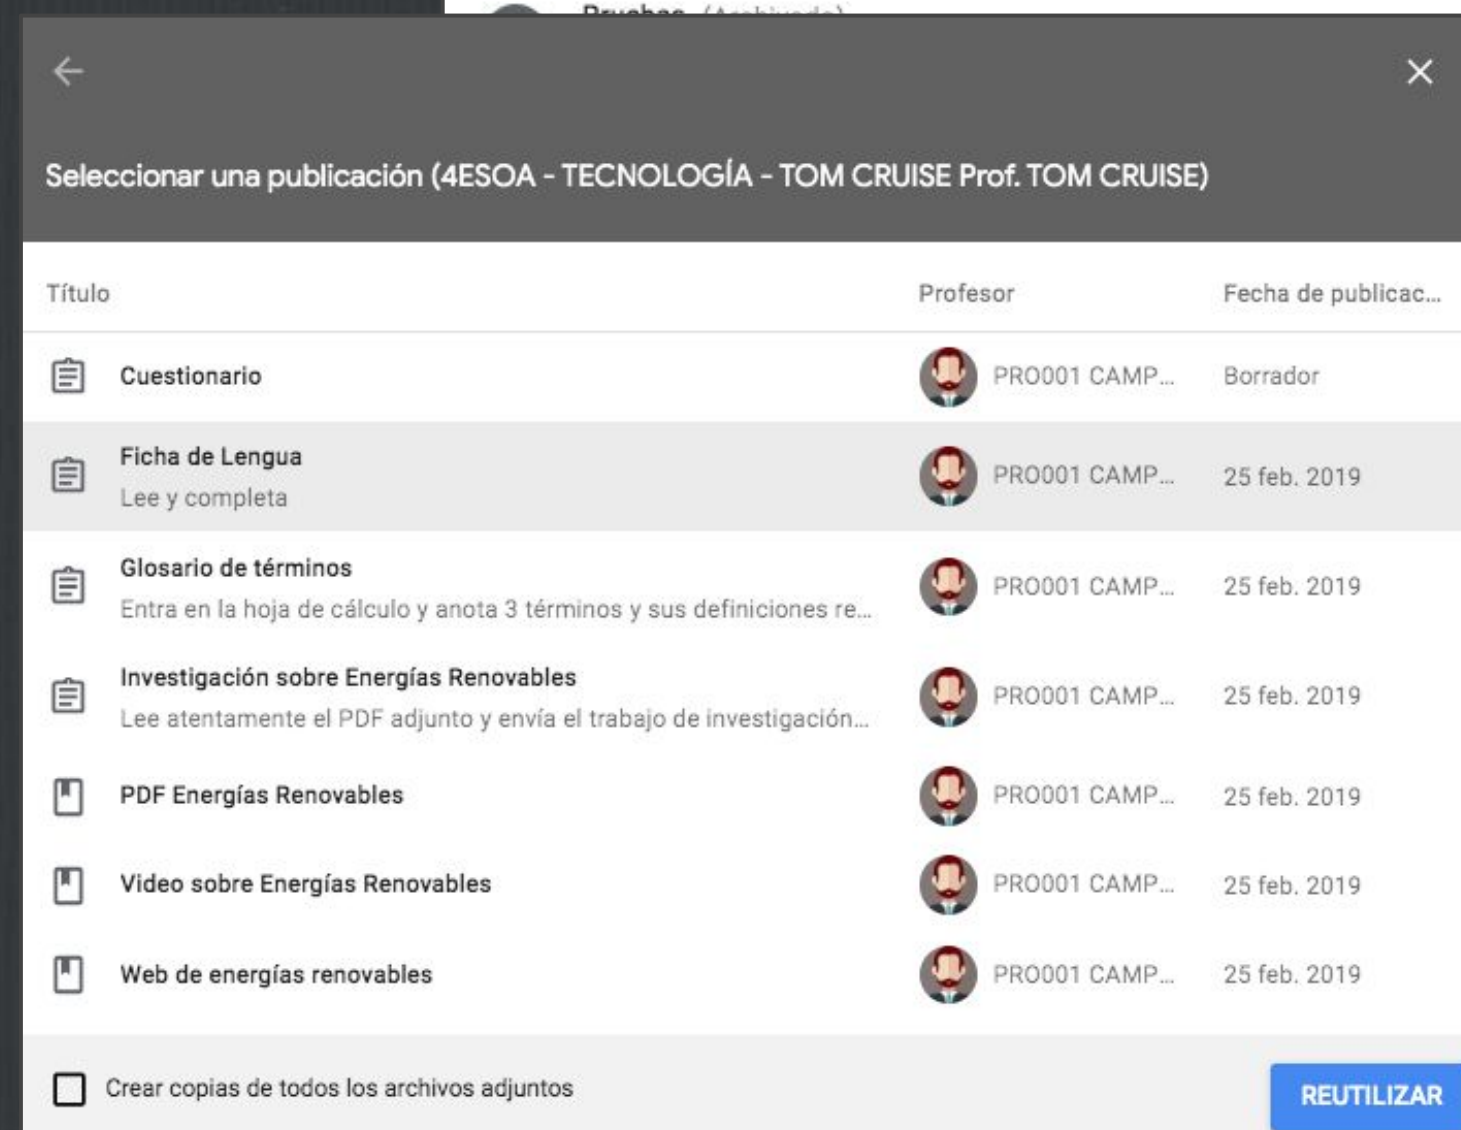 Seleccionar una publicación (4ESOA - TECNOLOGÍA - TOM CRUISE Prof. TOM CRUISE)
Título Profesor Fecha de publicac...
Cuestionario PRO001 CAMP... Borrador
Ficha de Lengua
Lee y completa PRO001 CAMP... 25 feb. 2019
Glosario de términos
Entra en la hoja de cálculo y anota 3 términos y sus definiciones re... PRO001 CAMP... 25 feb. 2019
Investigación sobre Energías Renovables
Lee atentamente el PDF adjunto y envía el trabajo de investigación... PRO001 CAMP... 25 feb. 2019
PDF Energías Renovables PRO001 CAMP... 25 feb. 2019
Video sobre Energías Renovables PRO001 CAMP... 25 feb. 2019
Web de energías renovables PRO001 CAMP... 25 feb. 2019
Crear copias de todos los archivos adjuntos REUTILIZAR